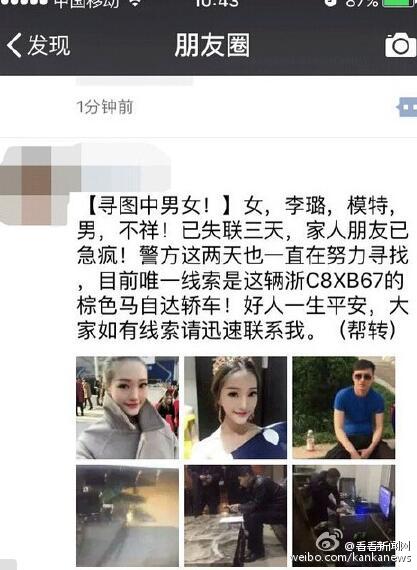 中国移动
10:43
87%
发现
朋友圈
1分钟前
【寻图中男女！】女，李璐，模特，
男，不祥！已失联三天，家人朋友已
急疯！警方这两天也一直在努力寻找
，目前唯一线索是这辆浙C8XB67的
棕色马自达轿车！好人一生平安，大
家如有线索请迅速联系我。（帮转）
@看看新闻网
weibo.com/kankanews